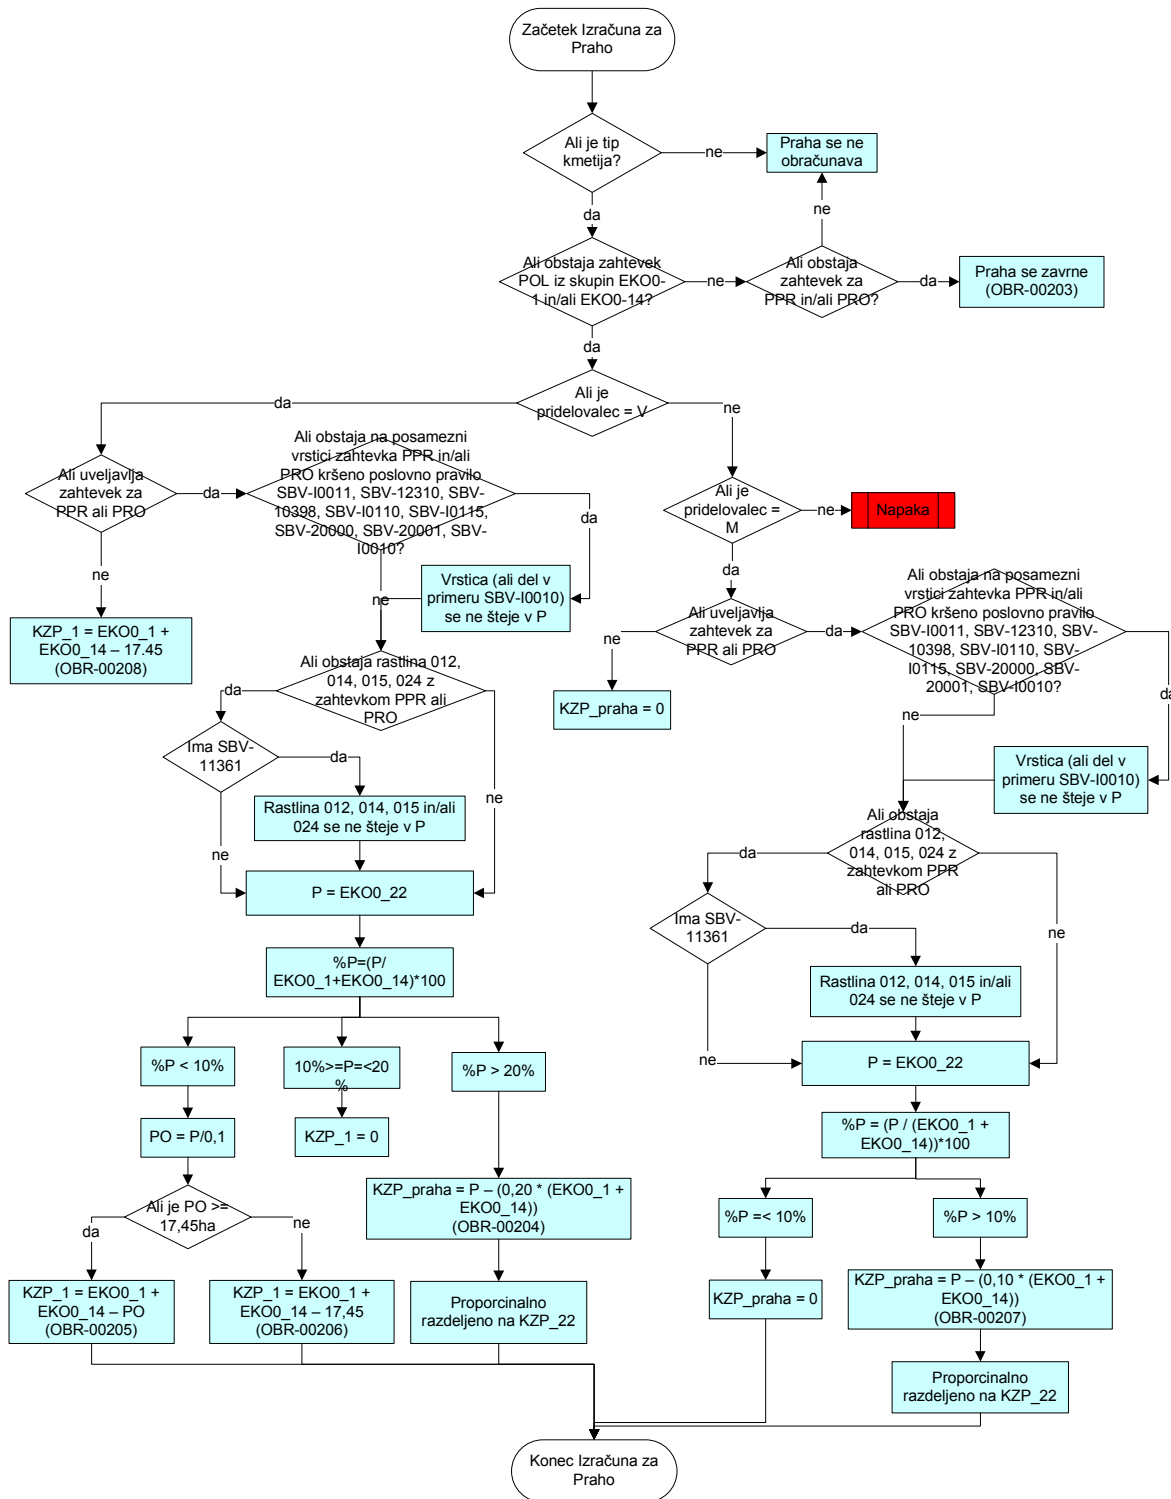 Začetek Izračuna za
Praho
Ali je tip
kmetija?
ne
Praha se ne
obračunava
da
ne
Ali obstaja zahtevek
POL iz skupin EKO0-
1 in/ali EKO0-14?
ne
Ali obstaja
zahtevek za
PPR in/ali PRO?
da
Praha se zavrne
(OBR-00203)
da
Ali je
pridelovalec = V
da
ne
Ali uveljavlja
zahtevek za
PPR ali PRO
da
Ali obstaja na posamezni
vrstici zahtevka PPR in/ali
PRO kršeno poslovno pravilo
SBV-I0011, SBV-12310, SBV-
10398, SBV-I0110, SBV-I0115,
SBV-20000, SBV-20001, SBV-
I0010?
da
ne
ne
Vrstica (ali del v
primeru SBV-I0010)
se ne šteje v P
KZP_1 = EKO0_1 +
EKO0_14 – 17.45
(OBR-00208)
Ali je
pridelovalec =
M
ne
Napaka
da
Ali uveljavlja
zahtevek za
PPR ali PRO
ne
da
Ali obstaja na posamezni
vrstici zahtevka PPR in/ali
PRO kršeno poslovno pravilo
SBV-I0011, SBV-12310, SBV-
10398, SBV-I0110, SBV-
I0115, SBV-20000, SBV-
20001, SBV-I0010?
da
ne
KZP_praha = 0
Vrstica (ali del v
primeru SBV-I0010)
se ne šteje v P
Ali obstaja rastlina 012,
014, 015, 024 z
zahtevkom PPR ali
PRO
da
ne
Ima SBV-
11361
da
ne
Rastlina 012, 014, 015 in/ali
024 se ne šteje v P
P = EKO0_22
%P=(P/
EKO0_1+EKO0_14)*100
%P < 10%
10%>=P=<20
%
%P > 20%
PO = P/0,1
KZP_1 = 0
Ali je PO >=
17,45ha
da
ne
KZP_praha = P – (0,20 * (EKO0_1 +
EKO0_14))
(OBR-00204)
KZP_1 = EKO0_1 +
EKO0_14 – PO
(OBR-00205)
KZP_1 = EKO0_1 +
EKO0_14 – 17,45
(OBR-00206)
Proporcinalno
razdeljeno na KZP_22
Ali obstaja
rastlina 012,
014, 015, 024 z
zahtevkom PPR
ali PRO
da
ne
Ima SBV-
11361
da
ne
Rastlina 012, 014, 015 in/ali
024 se ne šteje v P
P = EKO0_22
%P = (P / (EKO0_1 +
EKO0_14))*100
%P =< 10%
%P > 10%
KZP_praha = 0
KZP_praha = P – (0,10 * (EKO0_1 +
EKO0_14))
(OBR-00207)
Proporcinalno
razdeljeno na KZP_22
Konec Izračuna za
Praho